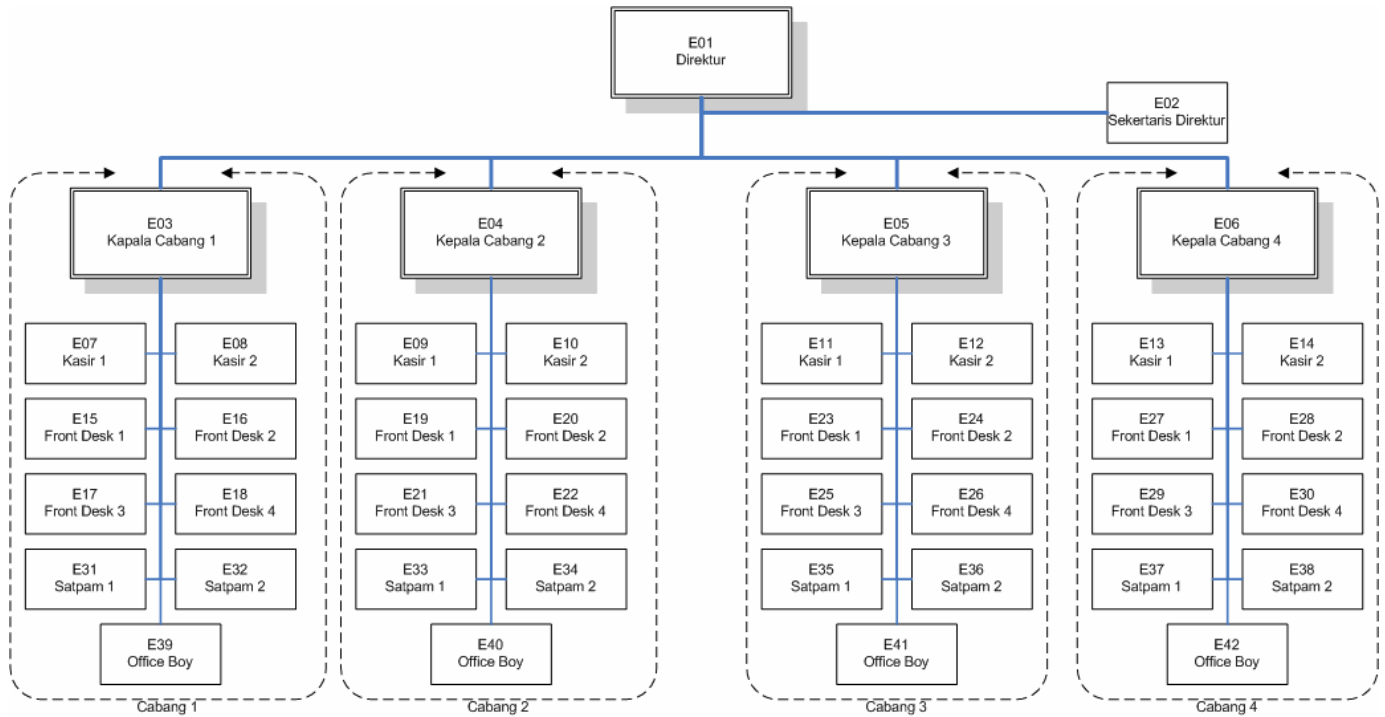 E01
Direktur
E02
Sekertaris Direktur
E03
Kapala Cabang 1
E04
Kepala Cabang 2
E05
Kepala Cabang 3
E06
Kepala Cabang 4
E07
Kasir 1
E08
Kasir 2
E09
Kasir 1
E10
Kasir 2
E11
Kasir 1
E12
Kasir 2
E13
Kasir 1
E14
Kasir 2
E15
Front Desk 1
E16
Front Desk 2
E19
Front Desk 1
E20
Front Desk 2
E23
Front Desk 1
E24
Front Desk 2
E27
Front Desk 1
E28
Front Desk 2
E17
Front Desk 3
E18
Front Desk 4
E21
Front Desk 3
E22
Front Desk 4
E25
Front Desk 3
E26
Front Desk 4
E29
Front Desk 3
E30
Front Desk 4
E31
Satpam 1
E32
Satpam 2
E33
Satpam 1
E34
Satpam 2
E35
Satpam 1
E36
Satpam 2
E37
Satpam 1
E38
Satpam 2
E39
Office Boy
E40
Office Boy
E41
Office Boy
E42
Office Boy
Cabang 1
Cabang 2
Cabang 3
Cabang 4